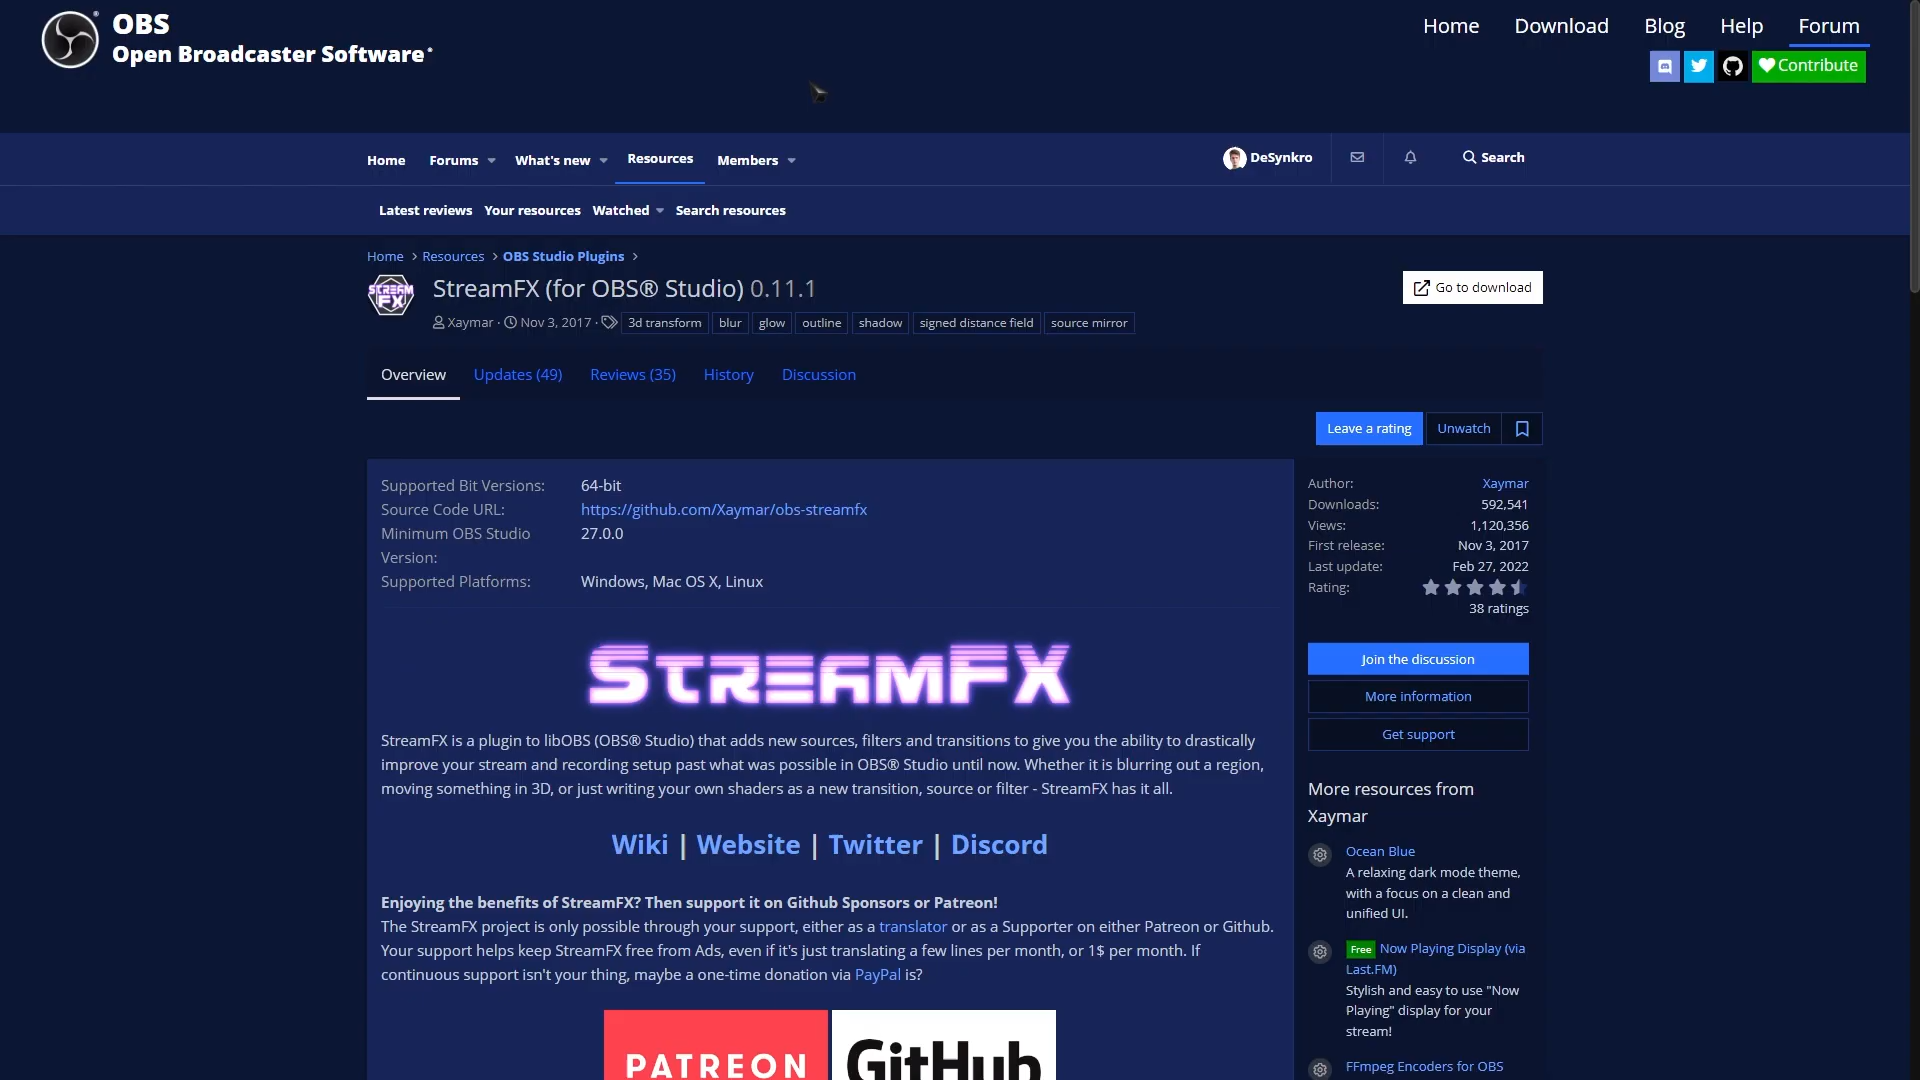 OBS
Open Broadcaster Software®
Home Download Blog Help Forum
Contribute
Home Forums What's new Resources Members DeSynkro Search
Latest reviews Your resources Watched Search resources
Home > Resources > OBS Studio Plugins >
STREAM FX
StreamFX (for OBS® Studio) 0.11.1
Go to download
Xaymar · Nov 3, 2017 · 3d transform blur glow outline shadow signed distance field source mirror
Overview Updates (49) Reviews (35) History Discussion
Leave a rating Unwatch
Supported Bit Versions: 64-bit
Source Code URL: https://github.com/Xaymar/obs-streamfx
Minimum OBS Studio Version: 27.0.0
Supported Platforms: Windows, Mac OS X, Linux
STREAMFX
StreamFX is a plugin to libOBS (OBS® Studio) that adds new sources, filters and transitions to give you the ability to drastically
improve your stream and recording setup past what was possible in OBS® Studio until now. Whether it is blurring out a region,
moving something in 3D, or just writing your own shaders as a new transition, source or filter - StreamFX has it all.
Wiki | Website | Twitter | Discord
Enjoying the benefits of StreamFX? Then support it on Github Sponsors or Patreon!
The StreamFX project is only possible through your support, either as a translator or as a Supporter on either Patreon or Github.
Your support helps keep StreamFX free from Ads, even if it's just translating a few lines per month, or 1$ per month. If
continuous support isn't your thing, maybe a one-time donation via PayPal is?
PATREON GitHub
Author: Xaymar
Downloads: 592,541
Views: 1,120,356
First release: Nov 3, 2017
Last update: Feb 27, 2022
Rating:
38 ratings
Join the discussion
More information
Get support
More resources from
Xaymar
Ocean Blue
A relaxing dark mode theme,
with a focus on a clean and
unified UI.
Free Now Playing Display (via
Last.FM)
Stylish and easy to use "Now
Playing" display for your
stream!
FFmpeg Encoders for OBS